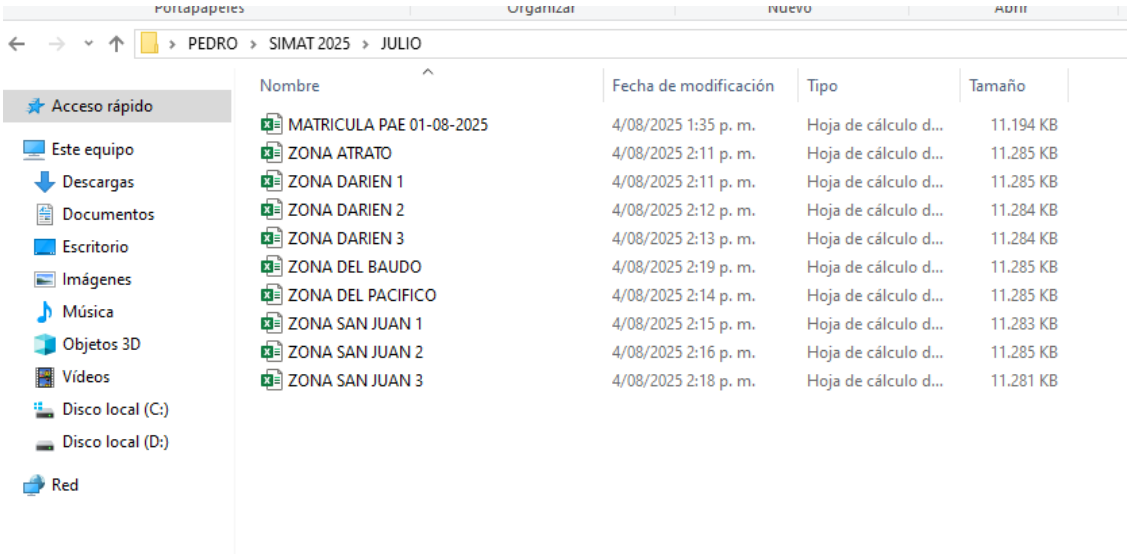 Portapapeles Organizar Nuevo Abrir
PEDRO > SIMAT 2025 > JULIO
Nombre Fecha de modificación Tipo Tamaño
Acceso rápido
Este equipo
Descargas
Documentos
Escritorio
Imágenes
Música
Objetos 3D
Vídeos
Disco local (C:)
Disco local (D:)
Red
MATRICULA PAE 01-08-2025 4/08/2025 1:35 p. m. Hoja de cálculo d... 11.194 KB
ZONA ATRATO 4/08/2025 2:11 p. m. Hoja de cálculo d... 11.285 KB
ZONA DARIEN 1 4/08/2025 2:11 p. m. Hoja de cálculo d... 11.285 KB
ZONA DARIEN 2 4/08/2025 2:12 p. m. Hoja de cálculo d... 11.284 KB
ZONA DARIEN 3 4/08/2025 2:13 p. m. Hoja de cálculo d... 11.284 KB
ZONA DEL BAUDO 4/08/2025 2:19 p. m. Hoja de cálculo d... 11.285 KB
ZONA DEL PACIFICO 4/08/2025 2:14 p. m. Hoja de cálculo d... 11.285 KB
ZONA SAN JUAN 1 4/08/2025 2:15 p. m. Hoja de cálculo d... 11.283 KB
ZONA SAN JUAN 2 4/08/2025 2:16 p. m. Hoja de cálculo d... 11.285 KB
ZONA SAN JUAN 3 4/08/2025 2:18 p. m. Hoja de cálculo d... 11.281 KB